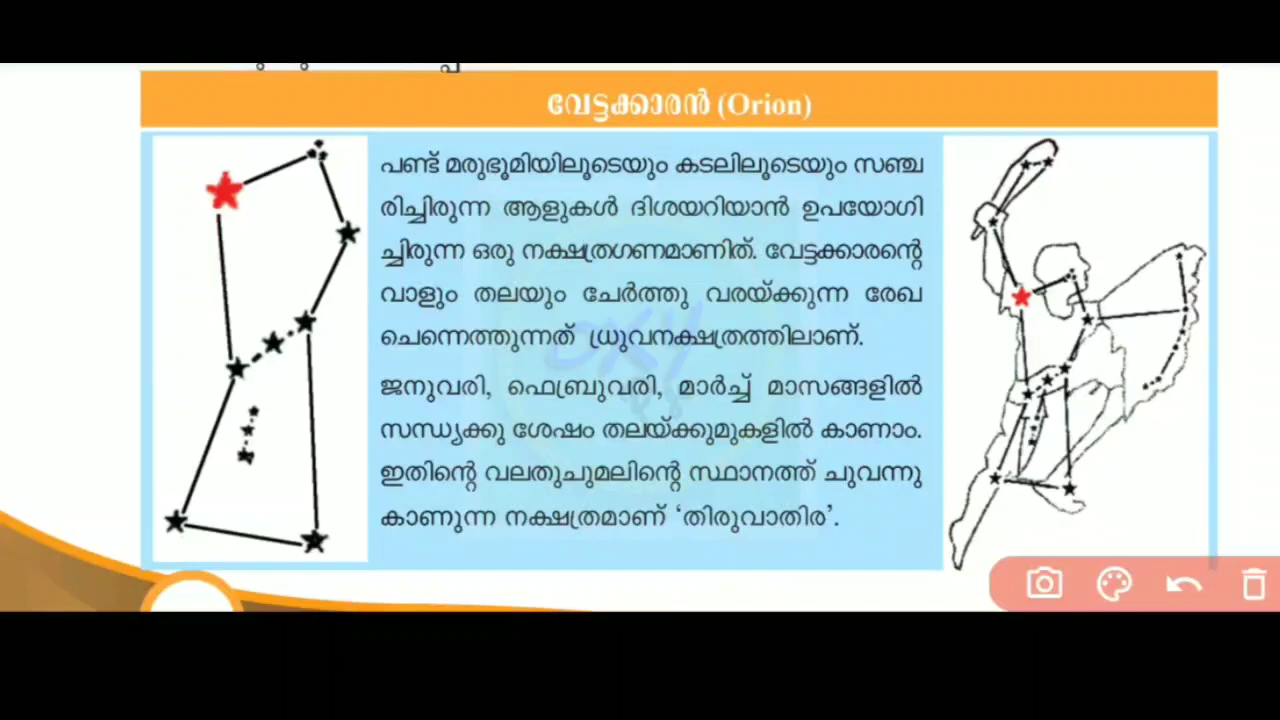 വേട്ടക്കാരൻ (Orion)
പണ്ട് മരുഭൂമിയിലൂടെയും കടലിലൂടെയും സഞ്ച
രിച്ചിരുന്ന ആളുകൾ ദിശയറിയാൻ ഉപയോഗി
ച്ചിരുന്ന ഒരു നക്ഷത്രഗണമാണിത്. വേട്ടക്കാരന്റെ
വാളും തലയും ചേർത്തു വരയ്ക്കുന്ന രേഖ
ചെന്നെത്തുന്നത് ധ്രുവനക്ഷത്രത്തിലാണ്.
ജനുവരി, ഫെബ്രുവരി, മാർച്ച് മാസങ്ങളിൽ
സന്ധ്യക്കു ശേഷം തലയ്ക്കുമുകളിൽ കാണാം.
ഇതിന്റെ വലതുചുമലിന്റെ സ്ഥാനത്ത് ചുവന്നു
കാണുന്ന നക്ഷത്രമാണ് ‘തിരുവാതിര’.